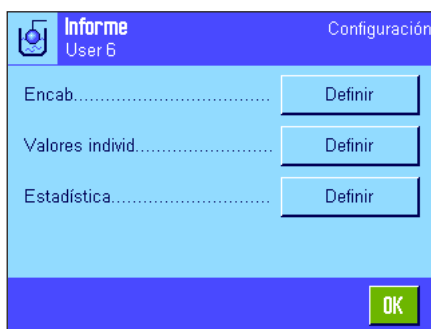 Informe
Configuración
User 6
Encab.................................. Definir
Valores individ........................ Definir
Estadística............................ Definir
OK